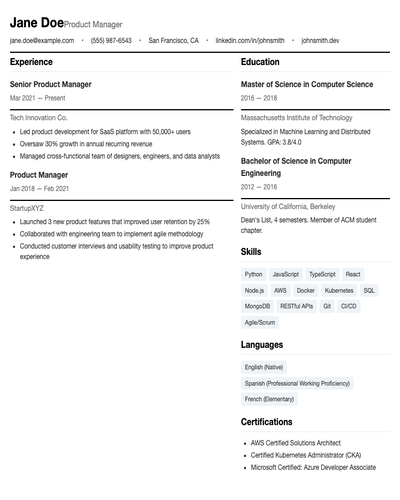 Jane Doe Product Manager
jane.doe@example.com • (555) 987-6543 • San Francisco, CA • linkedin.com/in/johnsmith • johnsmith.dev
Experience
Senior Product Manager
Mar 2021 — Present
Tech Innovation Co.
• Led product development for SaaS platform with 50,000+ users
• Oversaw 30% growth in annual recurring revenue
• Managed cross-functional team of designers, engineers, and data analysts
Product Manager
Jan 2018 — Feb 2021
StartupXYZ
• Launched 3 new product features that improved user retention by 25%
• Collaborated with engineering team to implement agile methodology
• Conducted customer interviews and usability testing to improve product
experience
Education
Master of Science in Computer Science
2016 — 2018
Massachusetts Institute of Technology
Specialized in Machine Learning and Distributed
Systems. GPA: 3.8/4.0
Bachelor of Science in Computer
Engineering
2012 — 2016
University of California, Berkeley
Dean's List, 4 semesters. Member of ACM student
chapter.
Skills
Python JavaScript TypeScript React
Node.js AWS Docker Kubernetes SQL
MongoDB RESTful APIs Git CI/CD
Agile/Scrum
Languages
English (Native)
Spanish (Professional Working Proficiency)
French (Elementary)
Certifications
• AWS Certified Solutions Architect
• Certified Kubernetes Administrator (CKA)
• Microsoft Certified: Azure Developer Associate